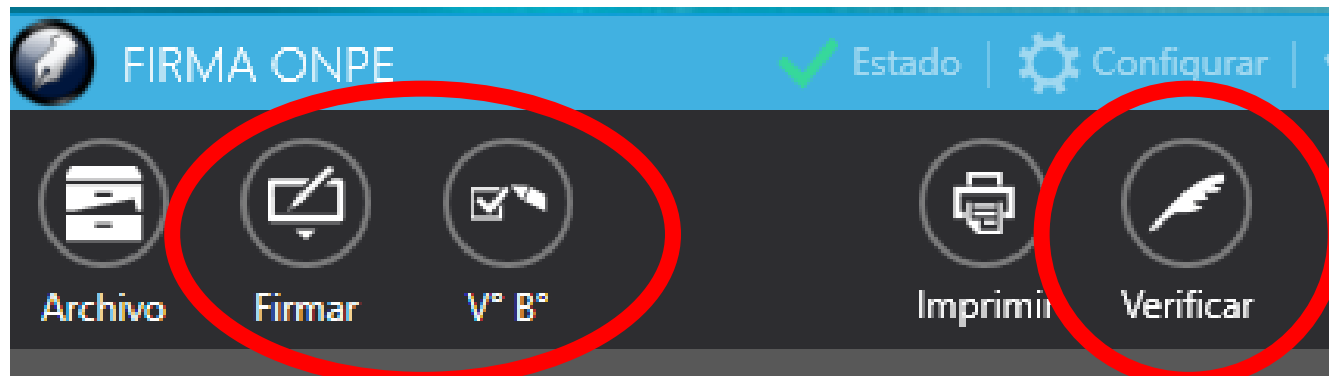 FIRMA ONPE Estado | Configurar |
Archivo Firmar V° B° Imprimir Verificar